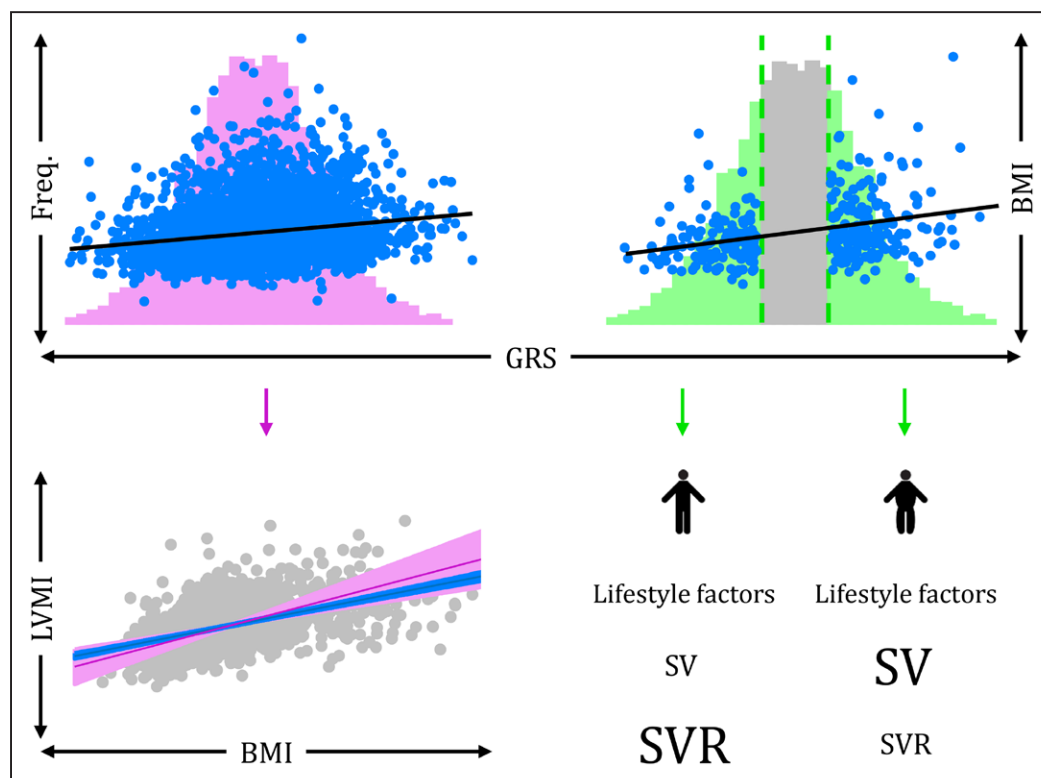 Freq.
BMI
GRS
LVMI
BMI
Lifestyle factors
Lifestyle factors
SV
SV
SVR
SVR